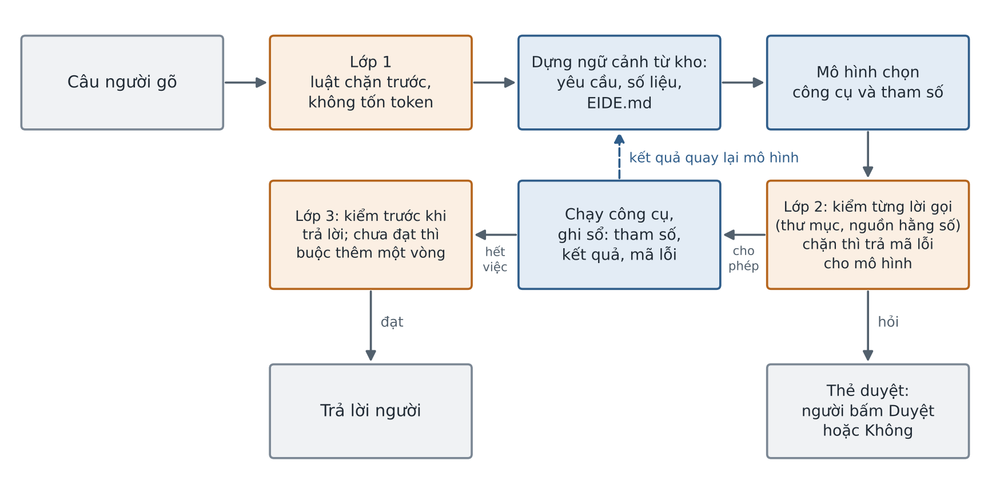 Câu người gõ
Lớp 1
luật chặn trước,
không tốn token
Dựng ngữ cảnh từ kho:
yêu cầu, số liệu,
EIDE.md
Mô hình chọn
công cụ và tham số
kết quả quay lại mô hình
Lớp 3: kiểm trước khi
trả lời; chưa đạt thì
buộc thêm một vòng
hết
việc
Chạy công cụ,
ghi sổ: tham số,
kết quả, mã lỗi
cho
phép
Lớp 2: kiểm từng lời gọi
(thư mục, nguồn hằng số)
chặn thì trả mã lỗi
cho mô hình
đạt
hỏi
Trả lời người
Thẻ duyệt:
người bấm Duyệt
hoặc Không